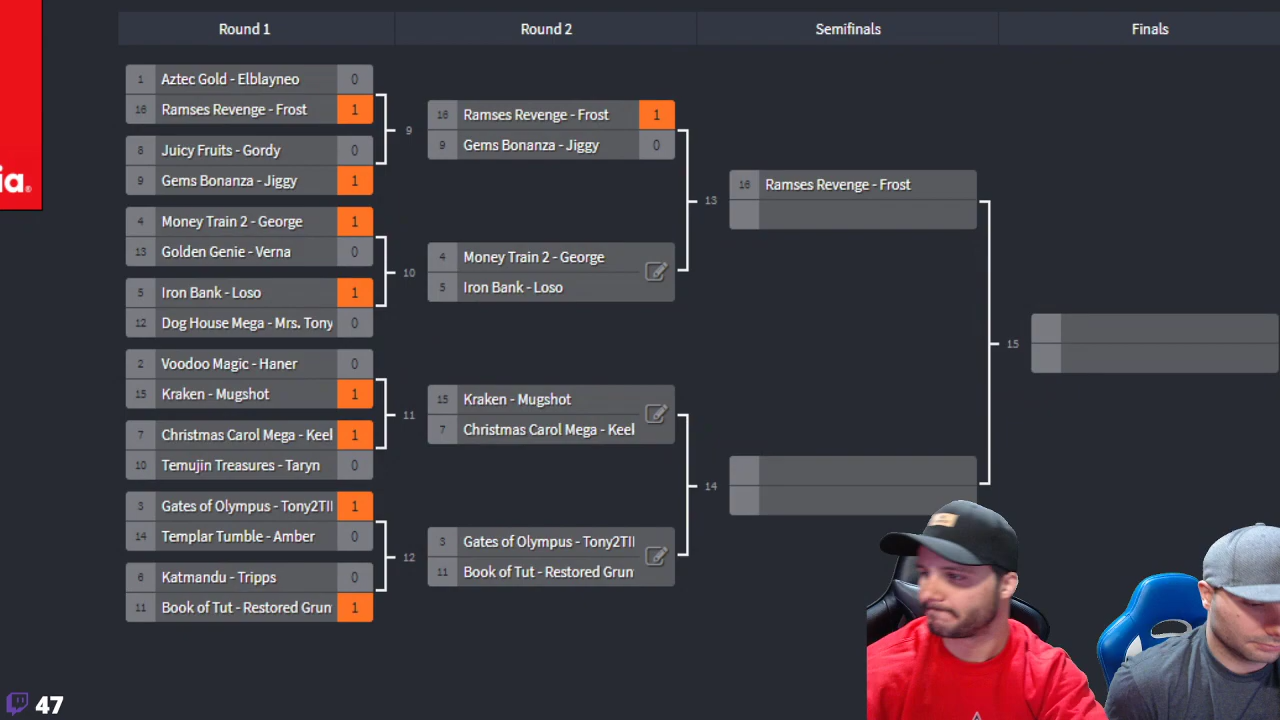 Round 1
Round 2
Semifinals
Finals
1 Aztec Gold - Elblayneo 0
16 Ramses Revenge - Frost 1
8 Juicy Fruits - Gordy 0
9 Gems Bonanza - Jiggy 1
4 Money Train 2 - George 1
13 Golden Genie - Verna 0
5 Iron Bank - Loso 1
12 Dog House Mega - Mrs. Tony 0
2 Voodoo Magic - Haner 0
15 Kraken - Mugshot 1
7 Christmas Carol Mega - Keel 1
10 Temujin Treasures - Taryn 0
3 Gates of Olympus - Tony2TII 1
14 Templar Tumble - Amber 0
6 Katmandu - Tripps 0
11 Book of Tut - Restored Grun 1
9
10
11
12
16 Ramses Revenge - Frost 1
9 Gems Bonanza - Jiggy 0
4 Money Train 2 - George
5 Iron Bank - Loso
15 Kraken - Mugshot
7 Christmas Carol Mega - Keel
3 Gates of Olympus - Tony2TII
11 Book of Tut - Restored Grun
13
14
16 Ramses Revenge - Frost
15
ia.®
47